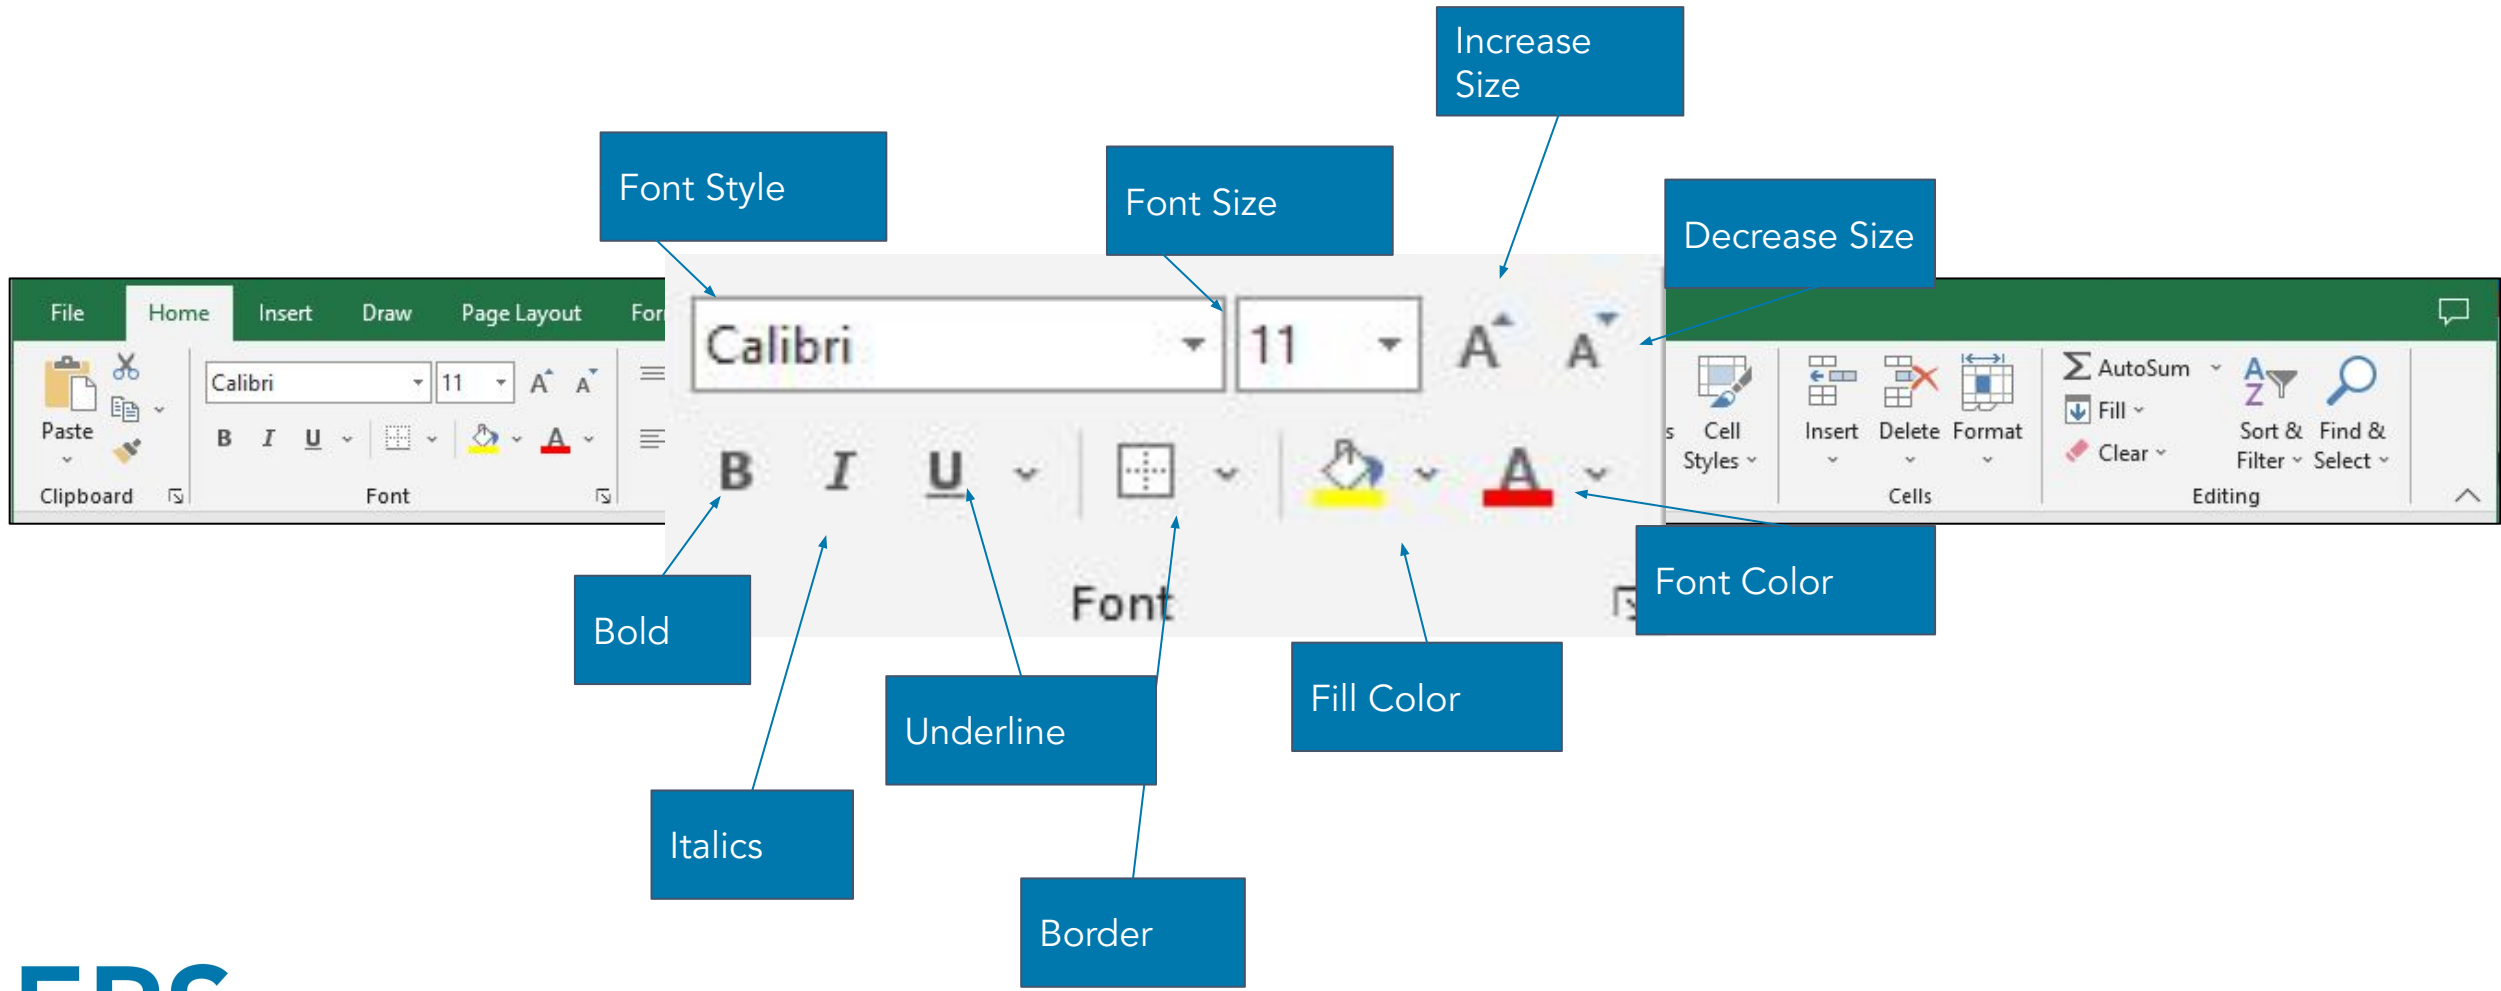 Increase
Size
Font Style
Font Size
Decrease Size
File Home Insert Draw Page Layout
Calibri 11 A A
Calibri 11 A A
AutoSum
Fill
Clear
Paste
B I U A
B I U A
Cell
Styles
Insert Delete Format
Sort &
Filter
Find &
Select
Clipboard
Font
Cells
Editing
Font
Font Color
Bold
Fill Color
Underline
Italics
Border